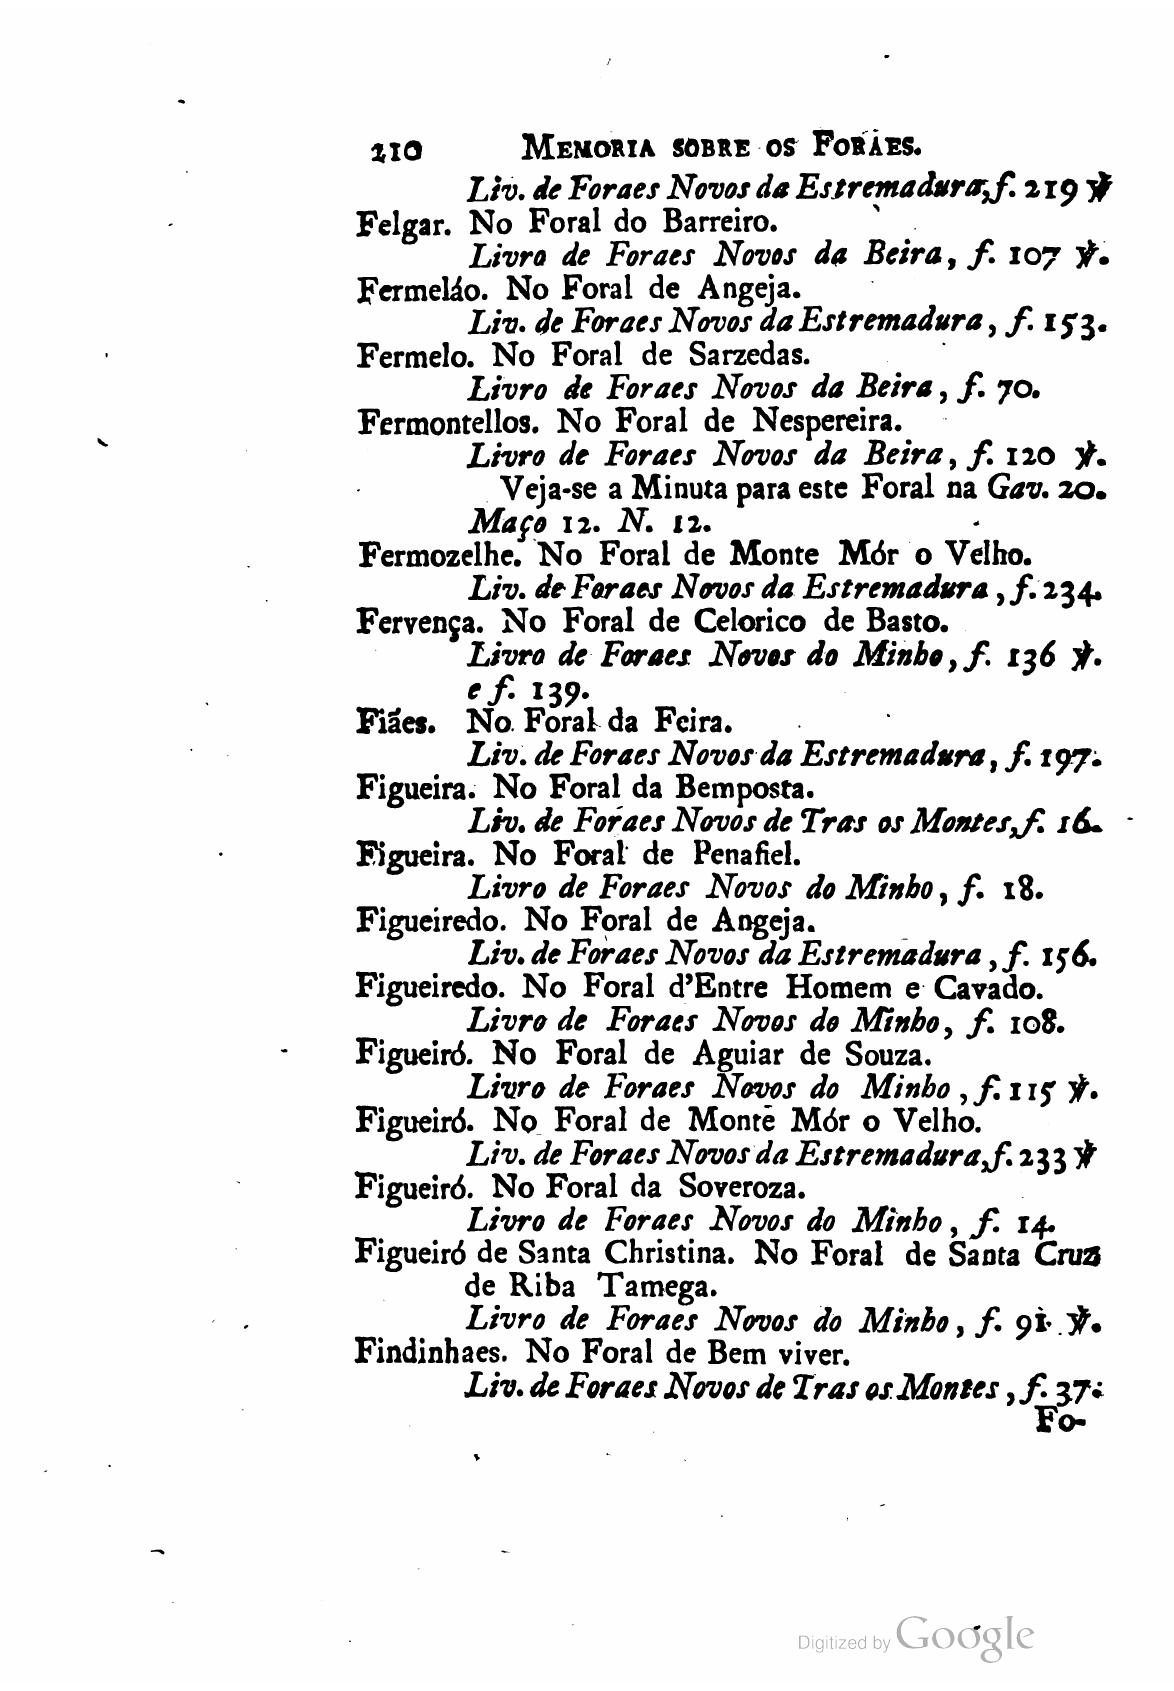 210 MEMORIA SOBRE OS FORAES.
Liv. de Foraes Novos da Estremadura, f. 219 ℣
Felgar. No Foral do Barreiro.
Livro de Foraes Novos da Beira, f. 107 ℣.
Fermeláo. No Foral de Angeja.
Liv. de Foraes Novos da Estremadura, f. 153.
Fermelo. No Foral de Sarzedas.
Livro de Foraes Novos da Beira, f. 70.
Fermontellos. No Foral de Nespereira.
Livro de Foraes Novos da Beira, f. 120 ℣.
Veja-se a Minuta para este Foral na Gav. 20.
Maço 12. N. 12.
Fermozelhe. No Foral de Monte Mór o Velho.
Liv. de Foraes Novos da Estremadura, f. 234.
Fervença. No Foral de Celorico de Basto.
Livro de Foraes Novos do Minho, f. 136 ℣.
e f. 139.
Fiães. No Foral da Feira.
Liv. de Foraes Novos da Estremadura, f. 197.
Figueira. No Foral da Bemposta.
Liv. de Foraes Novos de Tras os Montes, f. 16.
Figueira. No Foral de Penafiel.
Livro de Foraes Novos do Minho, f. 18.
Figueiredo. No Foral de Angeja.
Liv. de Foraes Novos da Estremadura, f. 156.
Figueiredo. No Foral d'Entre Homem e Cavado.
Livro de Foraes Novos do Minho, f. 108.
Figueiró. No Foral de Aguiar de Souza.
Livro de Foraes Novos do Minho, f. 115 ℣.
Figueiró. No Foral de Monte Mór o Velho.
Liv. de Foraes Novos da Estremadura, f. 233 ℣
Figueiró. No Foral da Soveroza.
Livro de Foraes Novos do Minho, f. 14.
Figueiró de Santa Christina. No Foral de Santa Cruz
de Riba Tamega.
Livro de Foraes Novos do Minho, f. 91 ℣.
Findinhaes. No Foral de Bem viver.
Liv. de Foraes Novos de Tras os Montes, f. 37.
Fo-
Digitized by Google